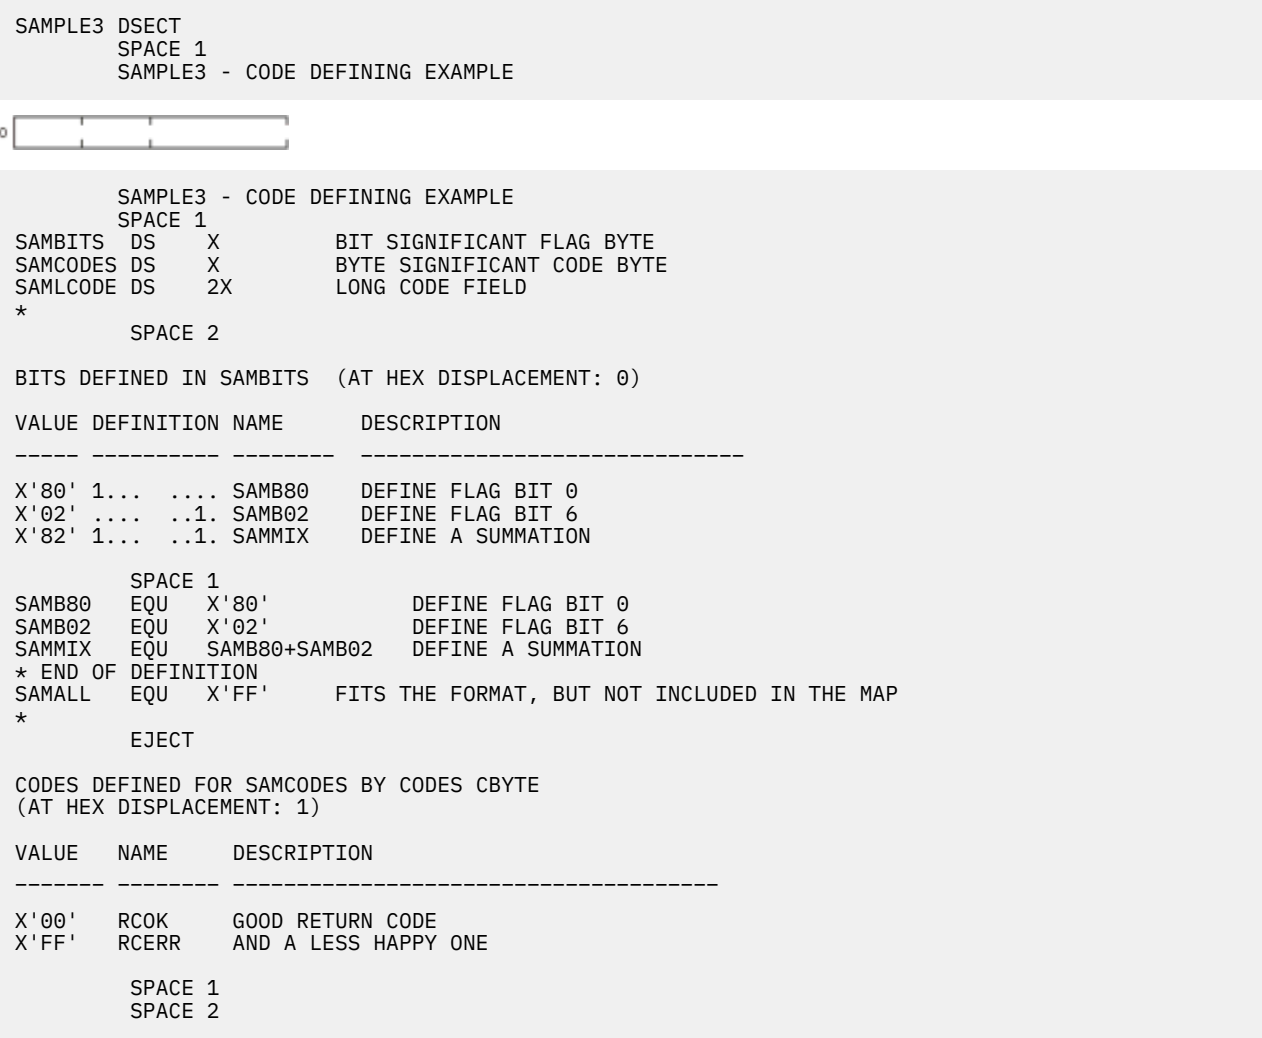 SAMPLE3 DSECT
        SPACE 1
        SAMPLE3 - CODE DEFINING EXAMPLE
0
        SAMPLE3 - CODE DEFINING EXAMPLE
        SPACE 1
SAMBITS  DS    X         BIT SIGNIFICANT FLAG BYTE
SAMCODES DS    X         BYTE SIGNIFICANT CODE BYTE
SAMLCODE DS    2X        LONG CODE FIELD
*
         SPACE 2
BITS DEFINED IN SAMBITS  (AT HEX DISPLACEMENT: 0)
VALUE DEFINITION NAME      DESCRIPTION
----- ---------- --------  ------------------------------
X'80' 1...  .... SAMB80    DEFINE FLAG BIT 0
X'02' ....  ..1. SAMB02    DEFINE FLAG BIT 6
X'82' 1...  ..1. SAMMIX    DEFINE A SUMMATION
         SPACE 1
SAMB80   EQU   X'80'           DEFINE FLAG BIT 0
SAMB02   EQU   X'02'           DEFINE FLAG BIT 6
SAMMIX   EQU   SAMB80+SAMB02   DEFINE A SUMMATION
* END OF DEFINITION
SAMALL   EQU   X'FF'     FITS THE FORMAT, BUT NOT INCLUDED IN THE MAP
*
         EJECT
CODES DEFINED FOR SAMCODES BY CODES CBYTE
(AT HEX DISPLACEMENT: 1)
VALUE   NAME     DESCRIPTION
------- -------- --------------------------------------
X'00'   RCOK     GOOD RETURN CODE
X'FF'   RCERR    AND A LESS HAPPY ONE
         SPACE 1
         SPACE 2